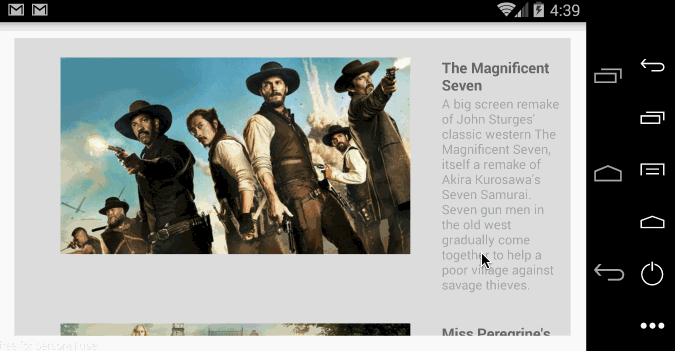 4:39
The Magnificent
Seven
A big screen remake
of John Sturges'
classic western The
Magnificent Seven,
itself a remake of
Akira Kurosawa's
Seven Samurai.
Seven gun men in
the old west
gradually come
together to help a
poor village against
savage thieves.
Miss Peregrine's
free for personal use